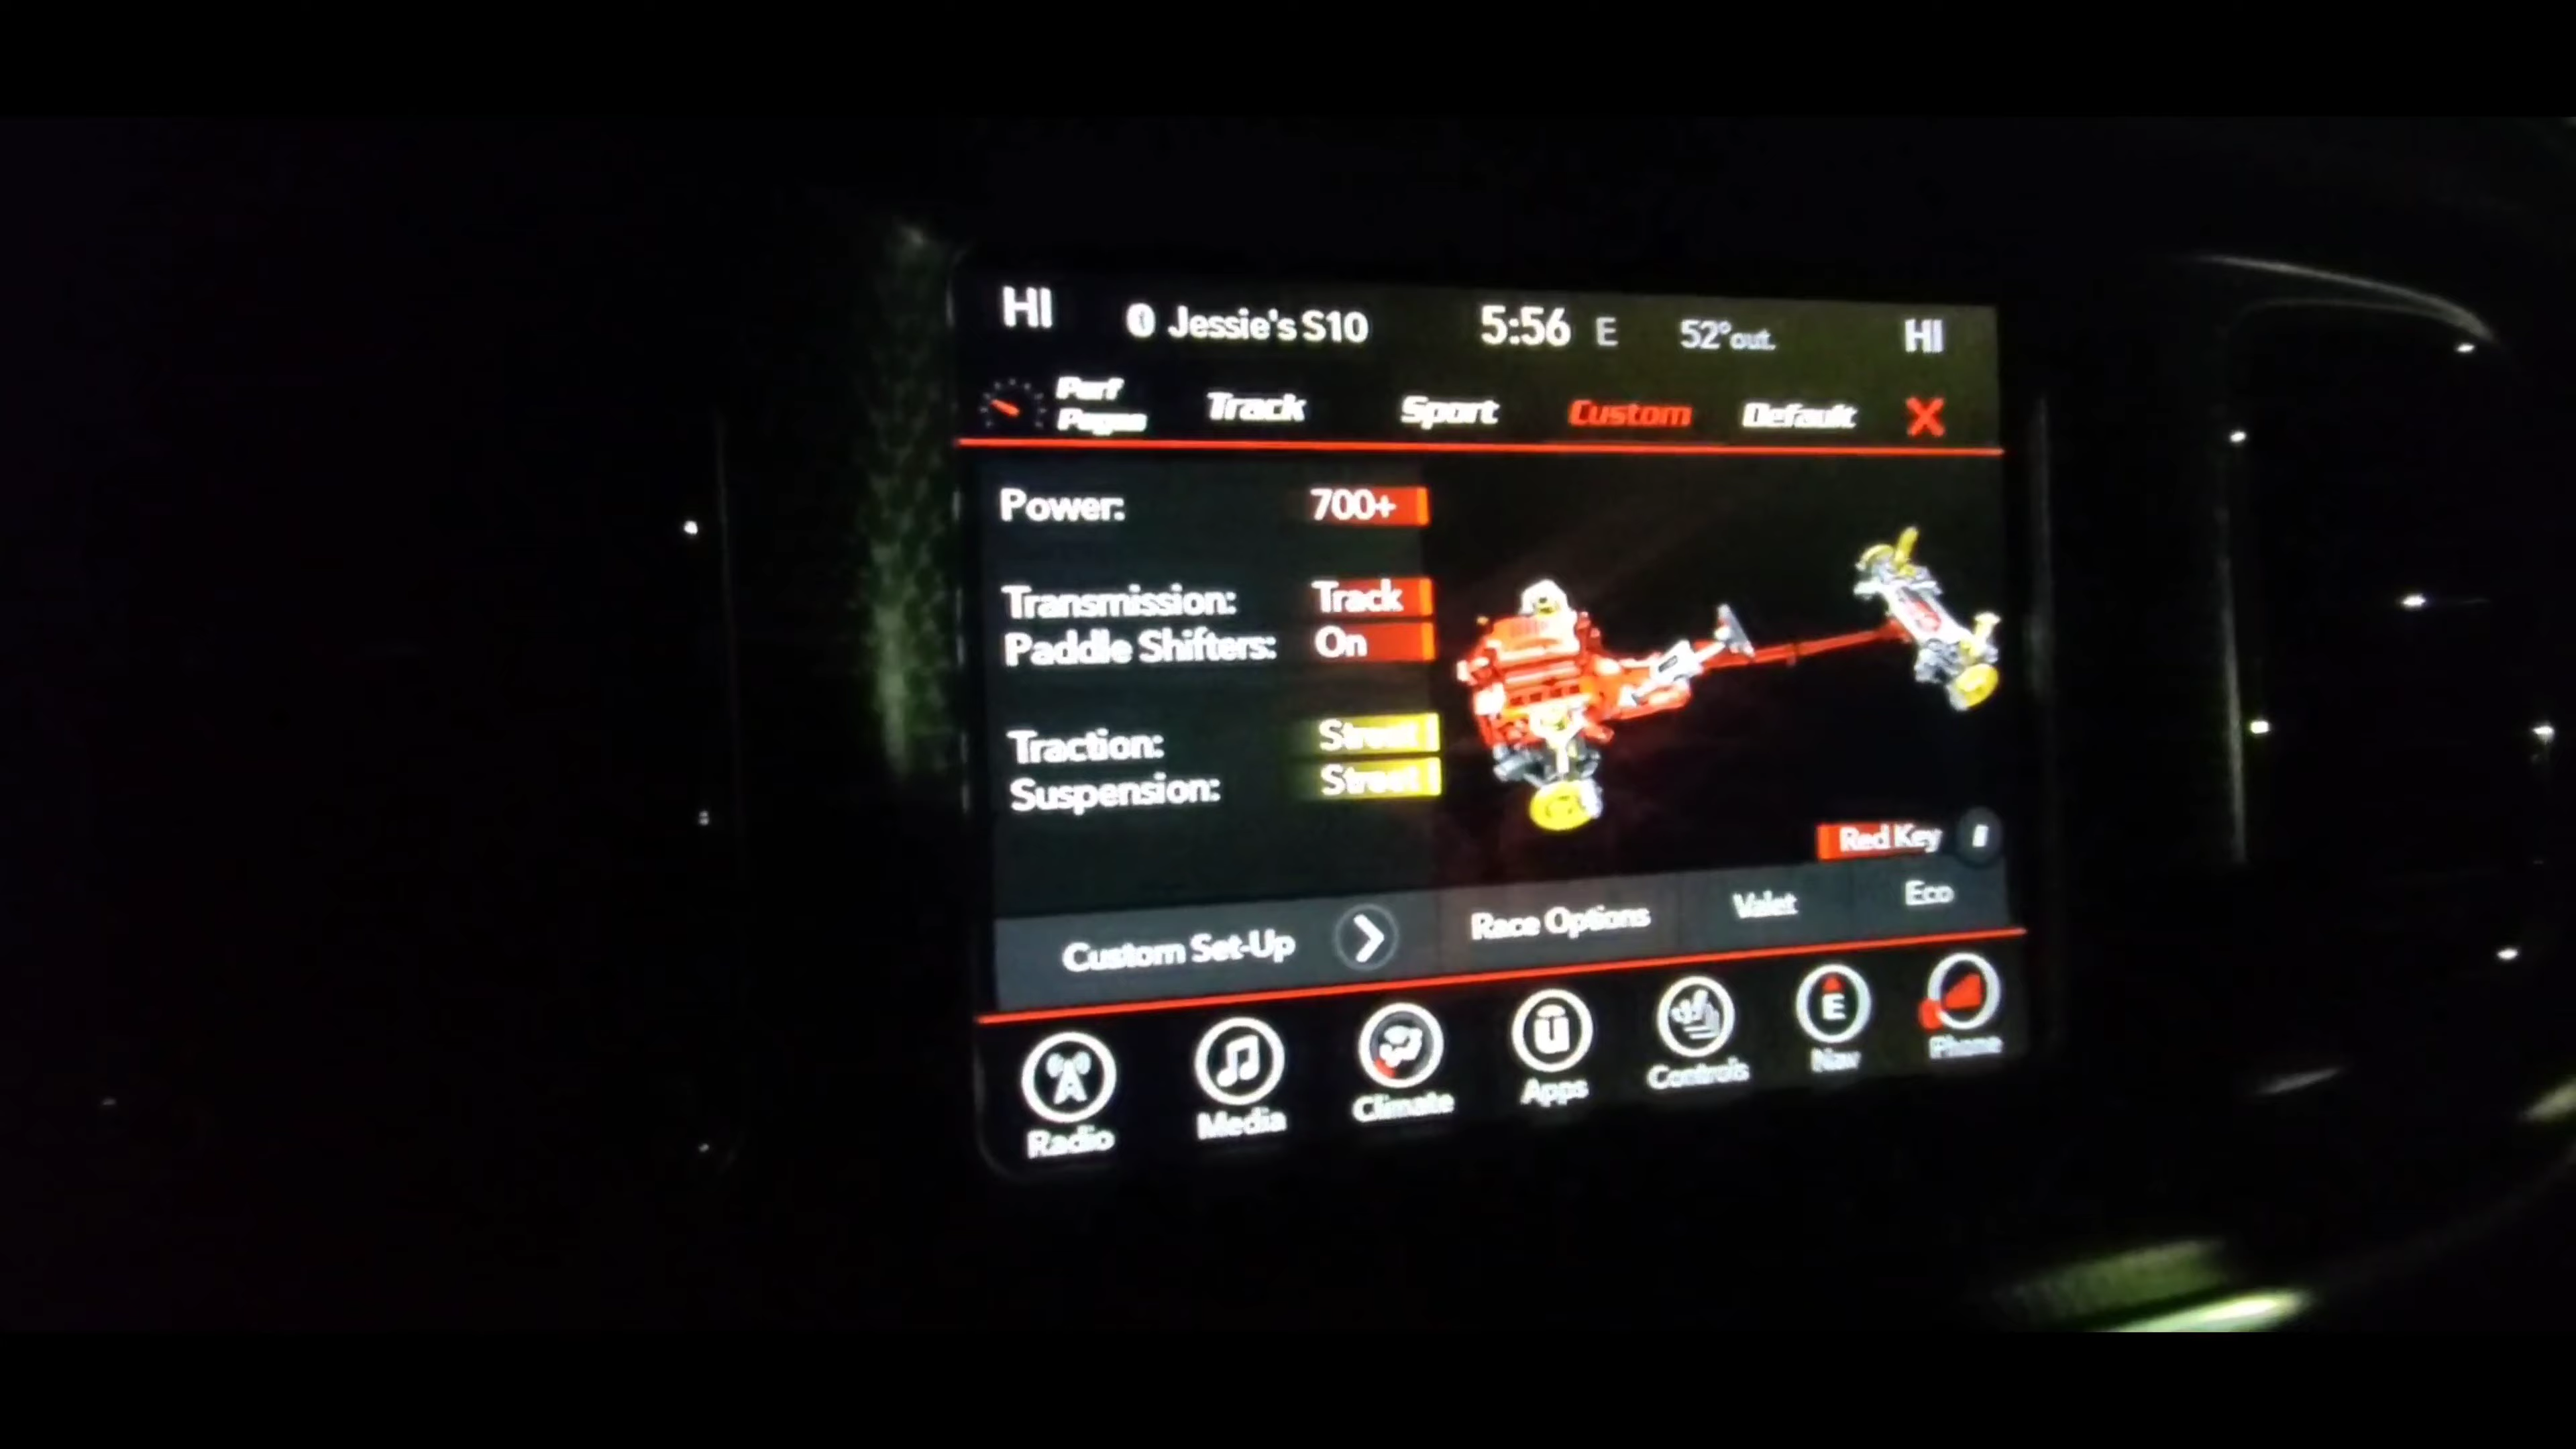 HI Jessie's S10 5:56 E 52°out. HI
Perf Pages Track Sport Custom Default X
Power: 700+
Transmission: Track
Paddle Shifters: On
Traction: Street
Suspension: Street
Red Key
Custom Set-Up Race Options Valet Eco
E
Radio Media Climate Apps Controls Nav Phone